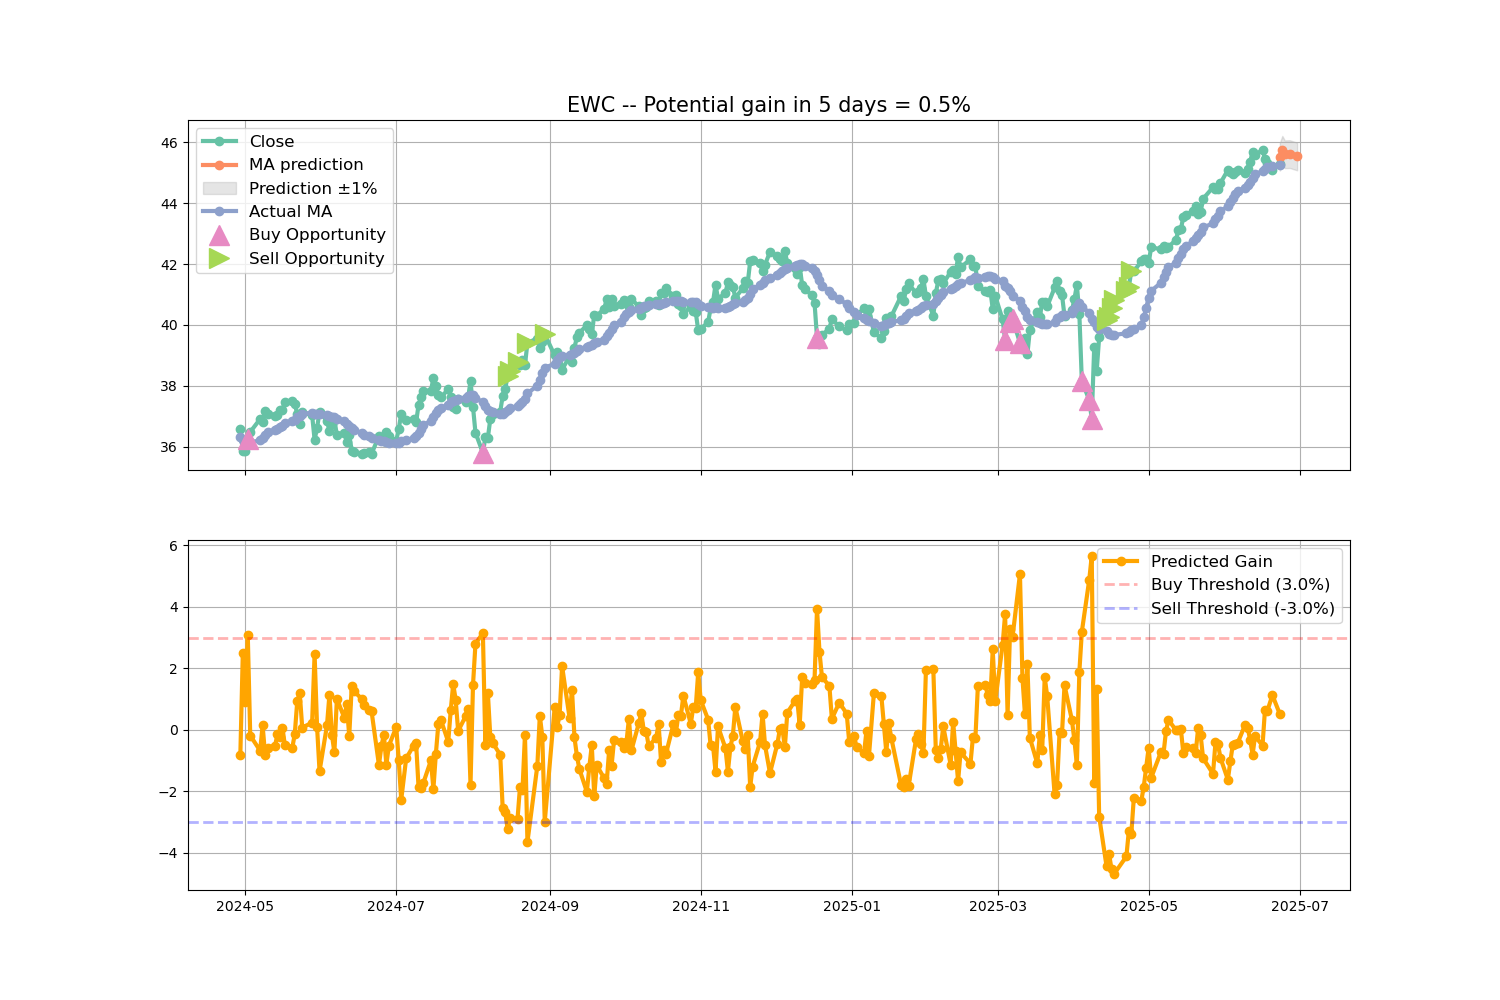 EWC -- Potential gain in 5 days = 0.5%
46
44
42
40
38
36
Close
MA prediction
Prediction ±1%
Actual MA
Buy Opportunity
Sell Opportunity
6
4
2
0
−2
−4
Predicted Gain
Buy Threshold (3.0%)
Sell Threshold (-3.0%)
2024-05
2024-07
2024-09
2024-11
2025-01
2025-03
2025-05
2025-07